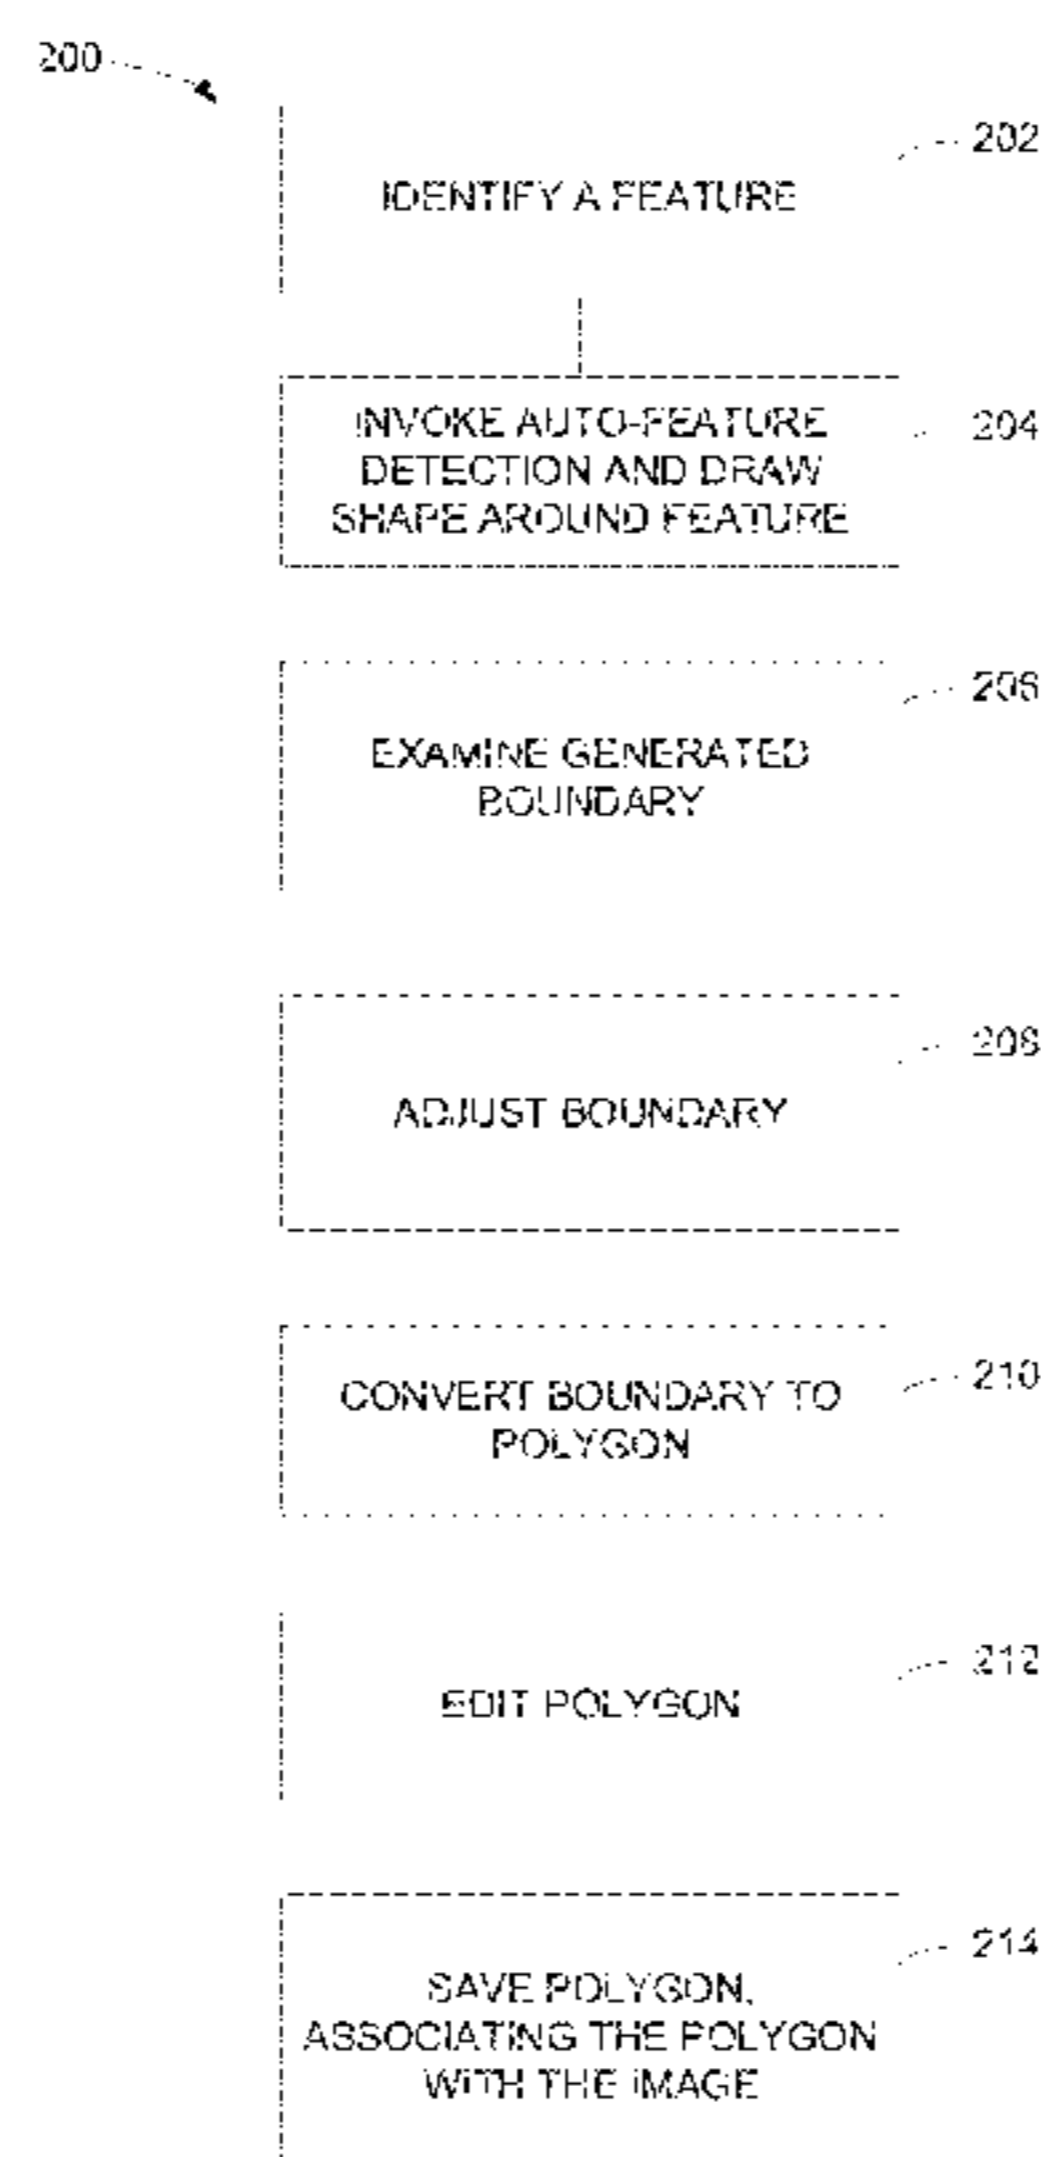 200
202
IDENTIFY A FEATURE
204
INVOKE AUTO-FEATURE
DETECTION AND DRAW
SHAPE AROUND FEATURE
206
EXAMINE GENERATED
BOUNDARY
208
ADJUST BOUNDARY
210
CONVERT BOUNDARY TO
POLYGON
212
EDIT POLYGON
214
SAVE POLYGON,
ASSOCIATING THE POLYGON
WITH THE IMAGE